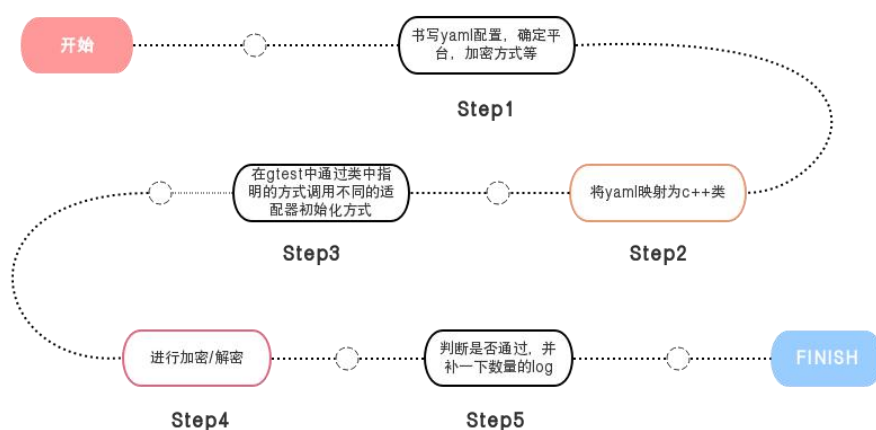 开始
书写yaml配置，确定平
台，加密方式等
Step1
在gtest中通过类中指
明的方式调用不同的适
配器初始化方式
将yaml映射为c++类
Step3
Step2
进行加密/解密
判断是否通过，并
补一下数量的log
FINISH
Step4
Step5